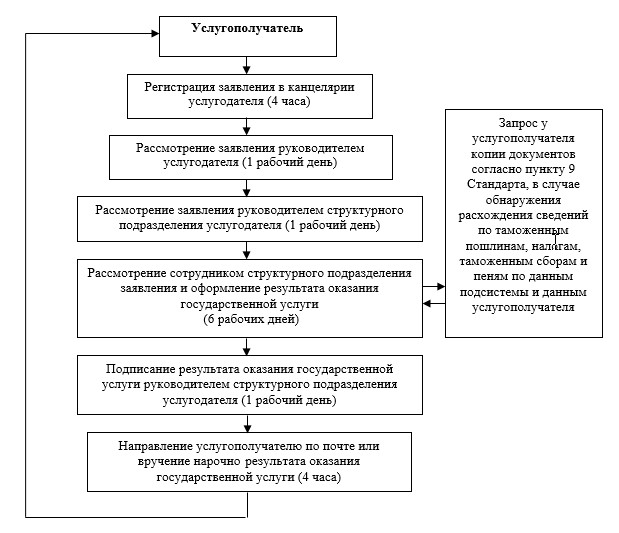 Услугополучатель
Регистрация заявления в канцелярии
услугодателя (4 часа)
Рассмотрение заявления руководителем
услугодателя (1 рабочий день)
Рассмотрение заявления руководителем структурного
подразделения услугодателя (1 рабочий день)
Рассмотрение сотрудником структурного подразделения
заявления и оформление результата оказания
государственной услуги
(6 рабочих дней)
Запрос у
услугополучателя
копии документов
согласно пункту 9
Стандарта, в случае
обнаружения
расхождения сведений
по таможенным
пошлинам, налогам,
таможенным сборам и
пеням по данным
подсистемы и данным
услугополучателя
Подписание результата оказания государственной
услуги руководителем структурного подразделения
услугодателя (1 рабочий день)
Направление услугополучателю по почте или
вручение нарочно результата оказания
государственной услуги (4 часа)